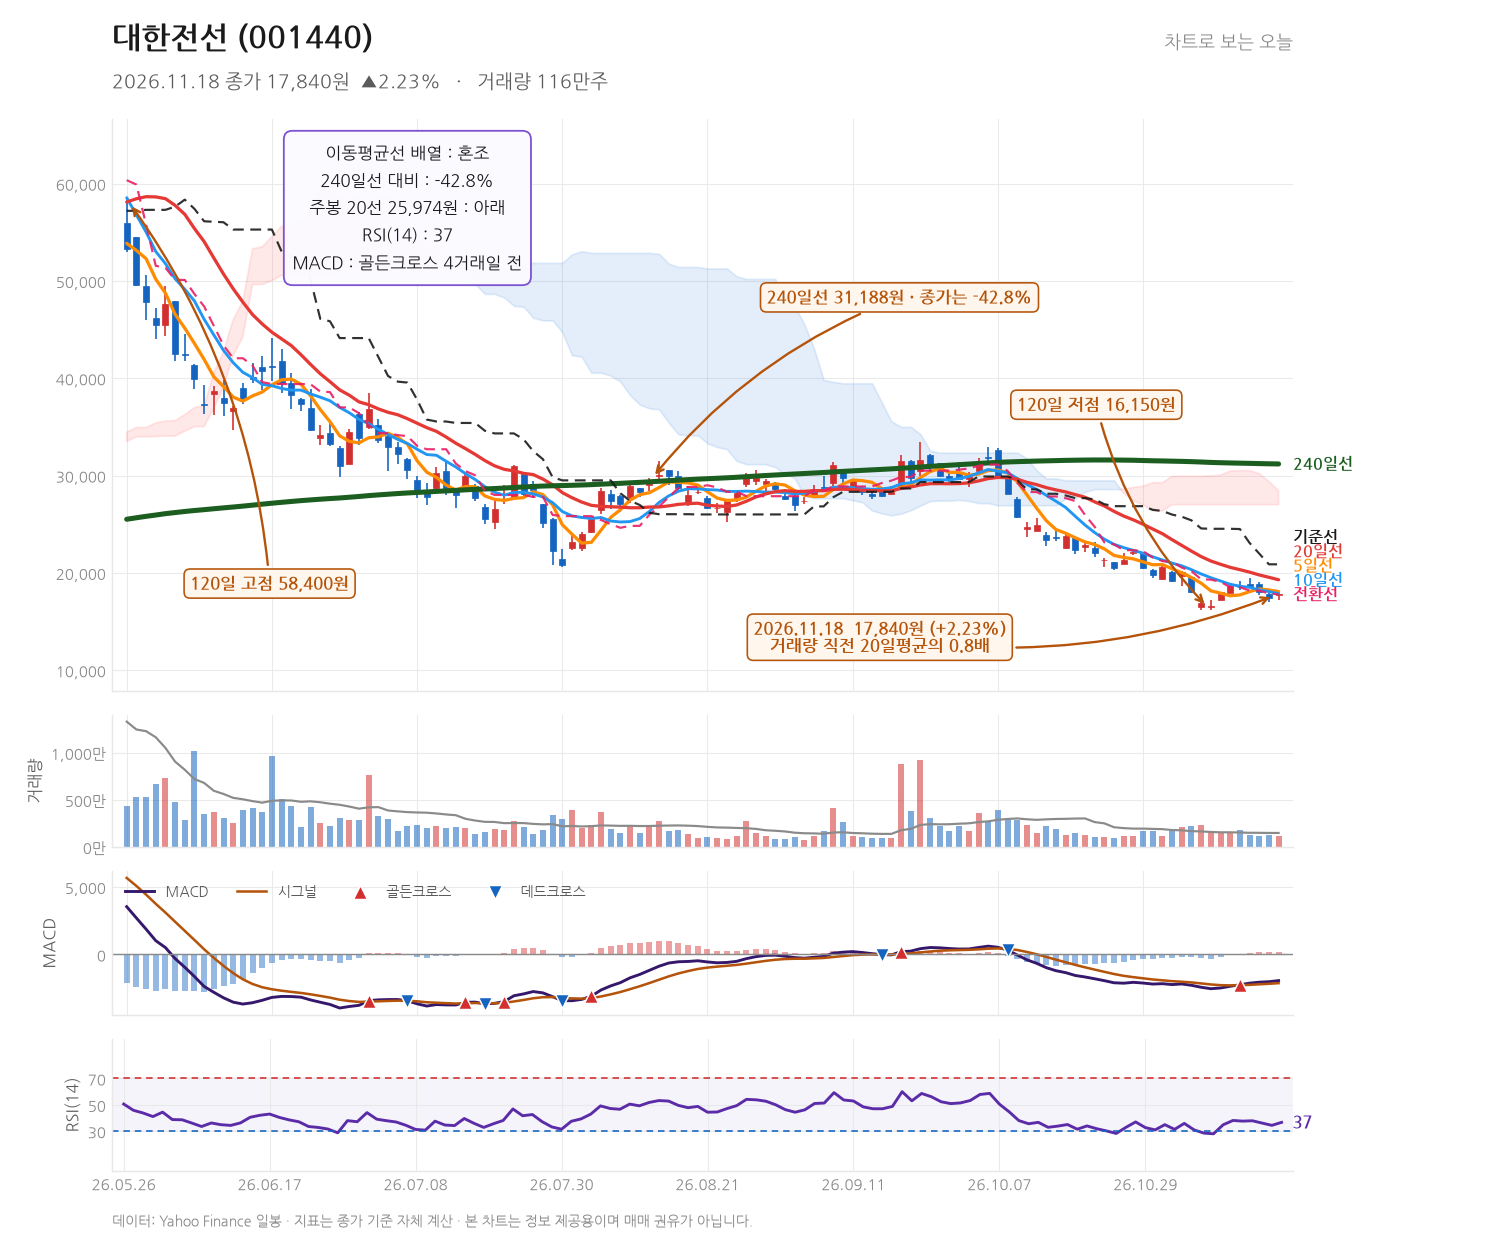 대한전선 (001440)
차트로 보는 오늘
2026.11.18 종가 17,840원 ▲2.23% · 거래량 116만주
이동평균선 배열 : 혼조
240일선 대비 : -42.8%
주봉 20선 25,974원 : 아래
RSI(14) : 37
MACD : 골든크로스 4거래일 전
240일선 31,188원 · 종가는 -42.8%
120일 저점 16,150원
120일 고점 58,400원
2026.11.18 17,840원 (+2.23%)
거래량 직전 20일평균의 0.8배
60,000
50,000
40,000
30,000
20,000
10,000
240일선
기준선
20일선
5일선
10일선
전환선
거래량
1,000만
500만
0만
MACD
5,000
0
MACD
시그널
골든크로스
데드크로스
RSI(14)
70
50
30
37
26.05.26
26.06.17
26.07.08
26.07.30
26.08.21
26.09.11
26.10.07
26.10.29
데이터: Yahoo Finance 일봉 · 지표는 종가 기준 자체 계산 · 본 차트는 정보 제공용이며 매매 권유가 아닙니다.